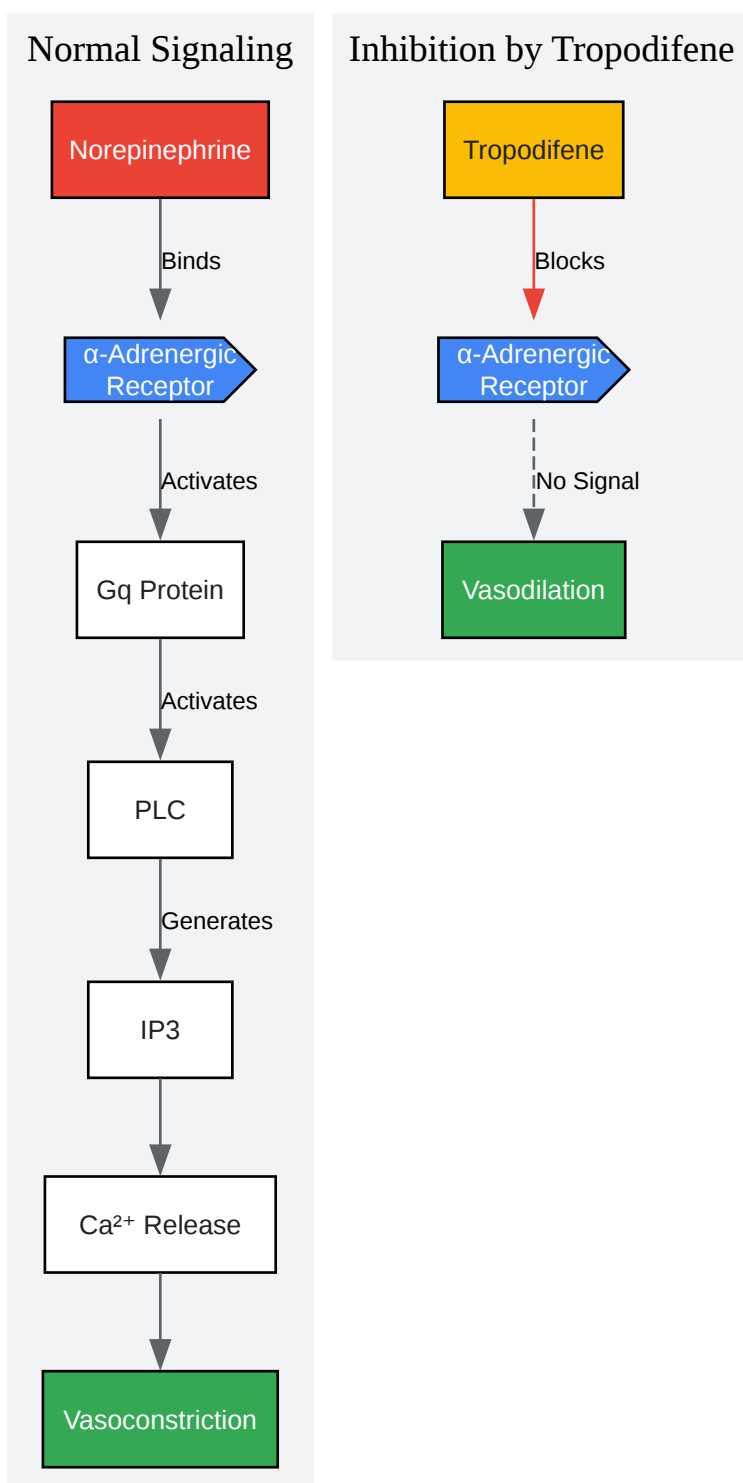 Normal Signaling
Norepinephrine
Binds
α-Adrenergic
Receptor
Activates
Gq Protein
Activates
PLC
Generates
IP3
Ca²⁺ Release
Vasoconstriction
Inhibition by Tropodifene
Tropodifene
Blocks
α-Adrenergic
Receptor
No Signal
Vasodilation